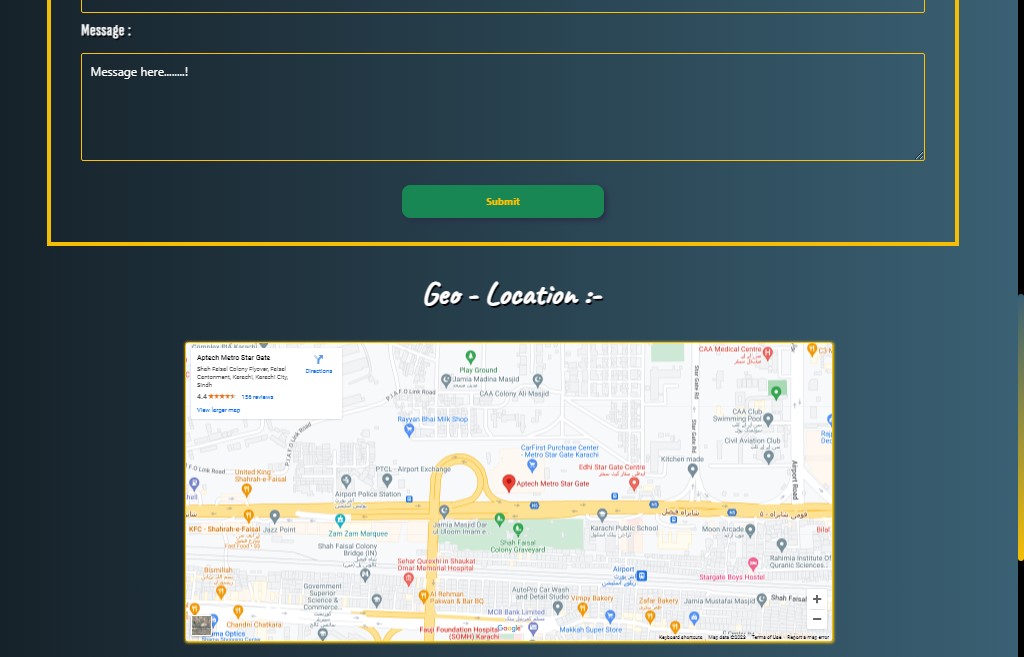 Message :
Message here........!
Submit
Geo - Location :-
Aptech Metro Star Gate
Shah Faisal Colony Flyover, Faisal
Cantonment, Karachi, Karachi City,
Sindh
Directions
4.4
156 reviews
View larger map
Play Ground
Jamia Madina Masjid
CAA Colony Ali Masjid
CAA Medical Centre
P.I.A F.O Link Road
Rayyan Bhai Milk Shop
Star Gate Rd
Star Gate Rd
CAA Club
Swimming Pool
Civil Aviation Club
CarFirst Purchase Center
- Metro Star Gate Karachi
Kitchen made
Airport Road
PTCL - Airport Exchange
Edhi Star Gate Centre
United King
Shahrah-e-Faisal
Aptech Metro Star Gate
Airport Police Station
KFC - Shahrah-e-Faisal
Jazz Point
Zam Zam Marquee
Shah Faisal
Colony Graveyard
Karachi Public School
Moon Arcade
شاہراہ فیصل
Shah Faisal Colony
Bridge (IN)
Rahimia Institute Of
Quranic Sciences...
Sehar Qureshi in Shaukat
Omar Memorial Hospital
Airport
Stargate Boys Hostel
Bismillah
Government
Superior
Science &
Commerce...
Al Rehman
Pakwan & Bar BQ
AutoPro Car Wash
and Detail Studio
Vinpy Bakery
Zafar Bakery
Jamia Mustafai Masjid
Shah Faisal
Chandni Chatkara
MCB Bank Limited
Makkah Super Store
Fauji Foundation Hospital
(SOMH) Karachi
Google
Keyboard shortcuts
Map data ©2023
Terms of Use
Report a map error